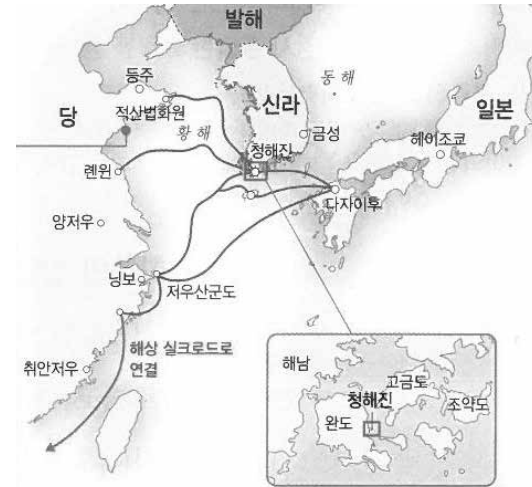 발해
등주
동해
당
적산법화원
신라
일본
황해
금성
청해진
헤이조쿄
롄윈
다자이후
양저우
닝보
저우산군도
해상 실크로드로
연결
취안저우
해남
고금도
청해진
조약도
완도